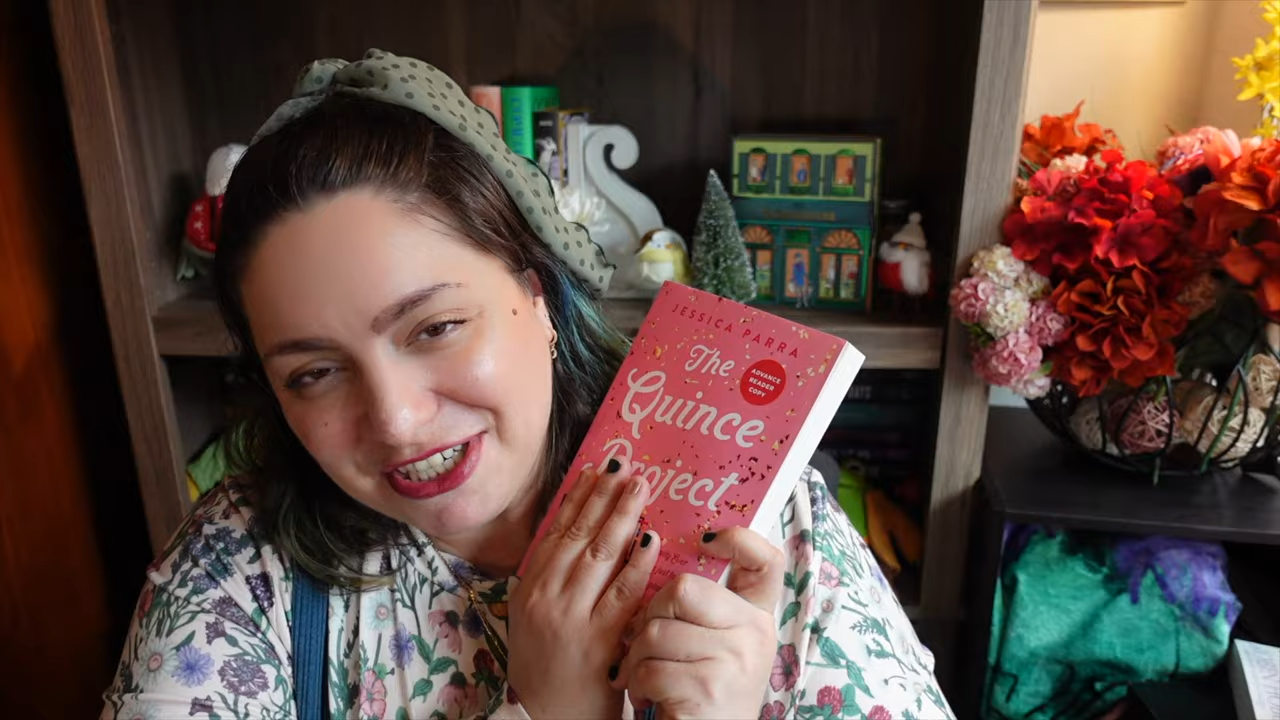 JESSICA PARRA
The
ADVANCE
READER
COPY
Quince
Project